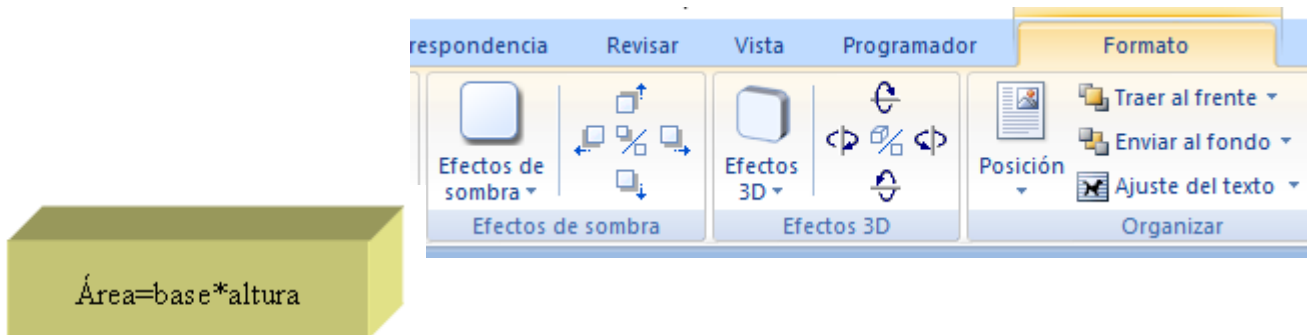 respondencia Revisar Vista Programador Formato
Efectos de sombra
Efectos 3D
Posición
Traer al frente
Enviar al fondo
Ajuste del texto
Efectos de sombra Efectos 3D Organizar
Área=base*altura